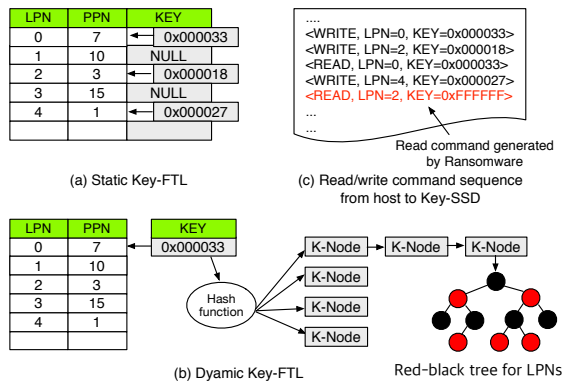 LPN PPN KEY
0 7 0x000033
1 10 NULL
2 3 0x000018
3 15 NULL
4 1 0x000027
(a) Static Key-FTL
....
<WRITE, LPN=0, KEY=0x000033>
<WRITE, LPN=2, KEY=0x000018>
<READ, LPN=0, KEY=0x000033>
<WRITE, LPN=4, KEY=0x000027>
<READ, LPN=2, KEY=0xFFFFFF>
...
...
Read command generated
by Ransomware
(c) Read/write command sequence
from host to Key-SSD
LPN PPN KEY
0 7 0x000033
1 10
2 3
3 15
4 1
Hash
function
K-Node K-Node K-Node
K-Node
K-Node
K-Node
(b) Dyamic Key-FTL
Red-black tree for LPNs